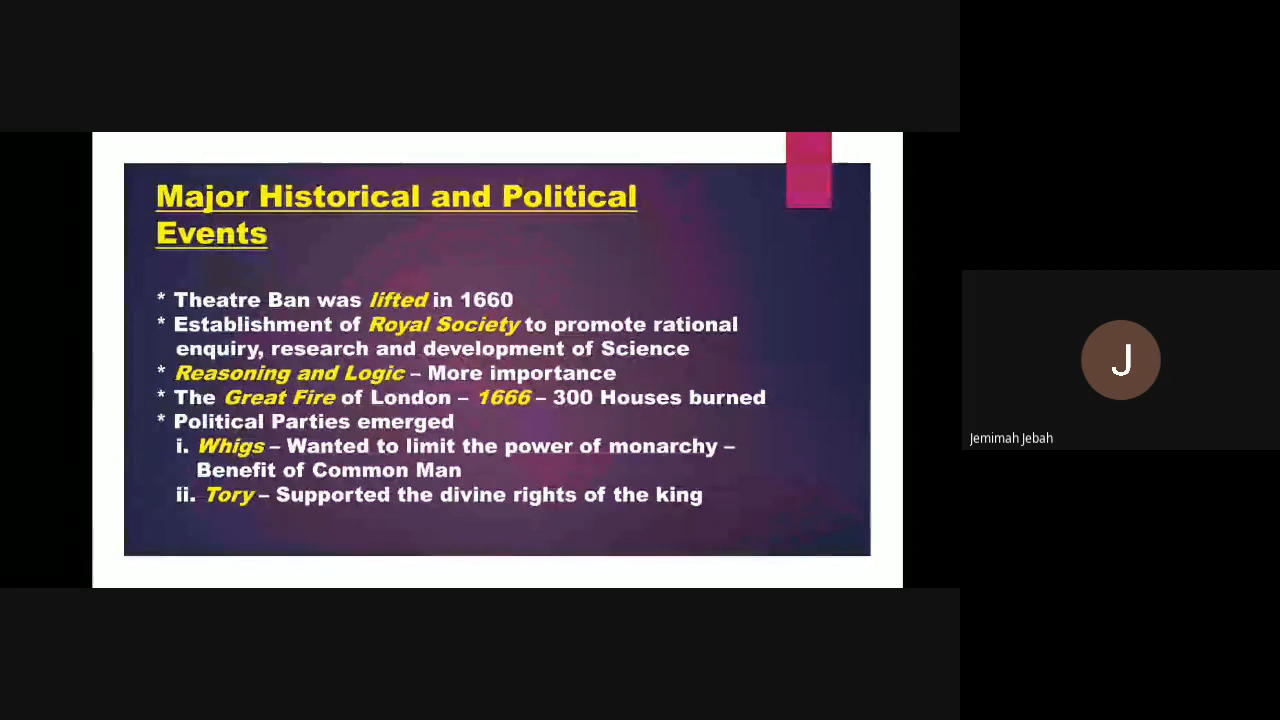 Major Historical and Political
Events
* Theatre Ban was lifted in 1660
* Establishment of Royal Society to promote rational
enquiry, research and development of Science
* Reasoning and Logic – More importance
* The Great Fire of London – 1666 – 300 Houses burned
* Political Parties emerged
i. Whigs – Wanted to limit the power of monarchy –
Benefit of Common Man
ii. Tory – Supported the divine rights of the king
J
Jemimah Jebah